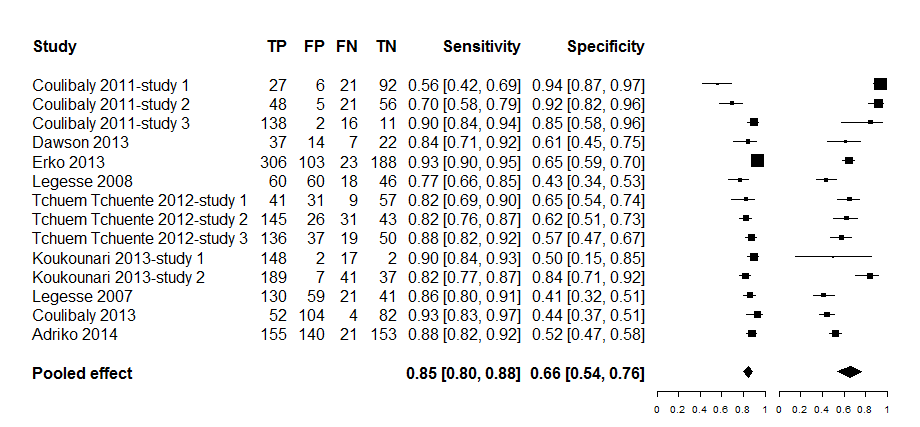 Study TP FP FN TN Sensitivity Specificity
Coulibaly 2011-study 1 27 6 21 92 0.56 [0.42, 0.69] 0.94 [0.87, 0.97]
Coulibaly 2011-study 2 48 5 21 56 0.70 [0.58, 0.79] 0.92 [0.82, 0.96]
Coulibaly 2011-study 3 138 2 16 11 0.90 [0.84, 0.94] 0.85 [0.58, 0.96]
Dawson 2013 37 14 7 22 0.84 [0.71, 0.92] 0.61 [0.45, 0.75]
Erko 2013 306 103 23 188 0.93 [0.90, 0.95] 0.65 [0.59, 0.70]
Legesse 2008 60 60 18 46 0.77 [0.66, 0.85] 0.43 [0.34, 0.53]
Tchuem Tchuente 2012-study 1 41 31 9 57 0.82 [0.69, 0.90] 0.65 [0.54, 0.74]
Tchuem Tchuente 2012-study 2 145 26 31 43 0.82 [0.76, 0.87] 0.62 [0.51, 0.73]
Tchuem Tchuente 2012-study 3 136 37 19 50 0.88 [0.82, 0.92] 0.57 [0.47, 0.67]
Koukounari 2013-study 1 148 2 17 2 0.90 [0.84, 0.93] 0.50 [0.15, 0.85]
Koukounari 2013-study 2 189 7 41 37 0.82 [0.77, 0.87] 0.84 [0.71, 0.92]
Legesse 2007 130 59 21 41 0.86 [0.80, 0.91] 0.41 [0.32, 0.51]
Coulibaly 2013 52 104 4 82 0.93 [0.83, 0.97] 0.44 [0.37, 0.51]
Adriko 2014 155 140 21 153 0.88 [0.82, 0.92] 0.52 [0.47, 0.58]
Pooled effect 0.85 [0.80, 0.88] 0.66 [0.54, 0.76]
0 0.2 0.4 0.6 0.8 1 0 0.2 0.4 0.6 0.8 1